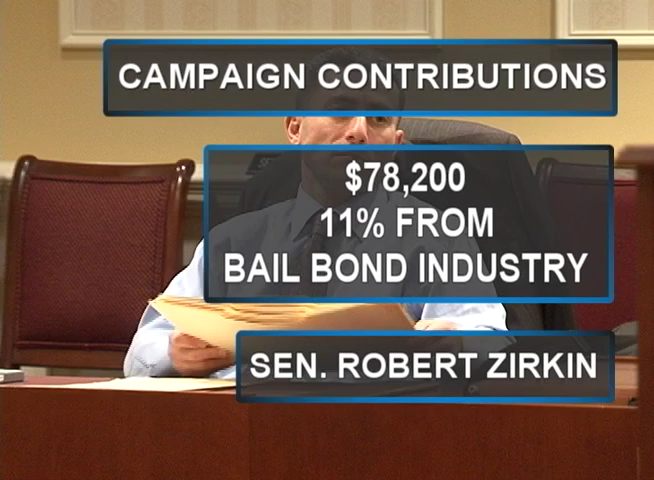 CAMPAIGN CONTRIBUTIONS
$78,200
11% FROM
BAIL BOND INDUSTRY
SEN. ROBERT ZIRKIN